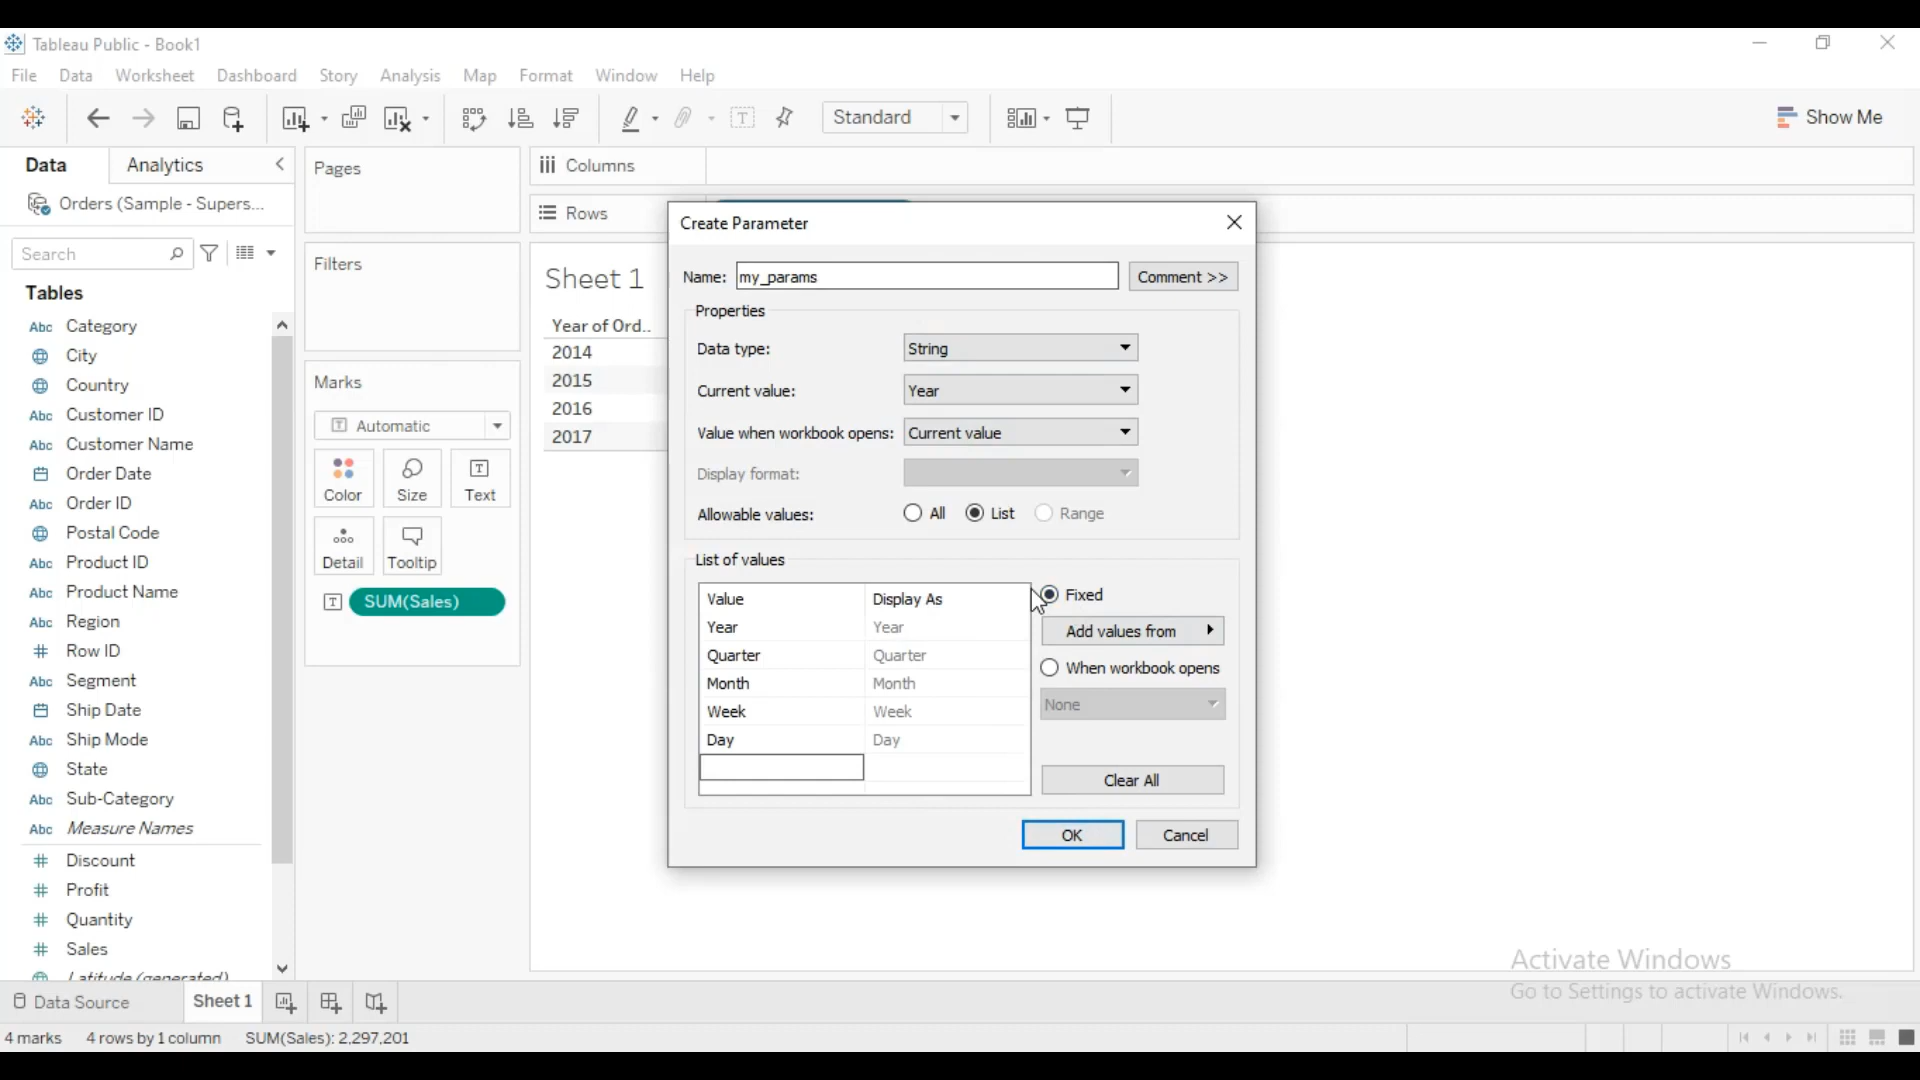 Tableau Public - Book1
File Data Worksheet Dashboard Story Analysis Map Format Window Help
Standard
Show Me
Data Analytics
Pages
Columns
Orders (Sample - Supers...
Rows
Search
Filters
Tables
Abc Category
City
Country
Abc Customer ID
Abc Customer Name
Order Date
Abc Order ID
Postal Code
Abc Product ID
Abc Product Name
Abc Region
# Row ID
Abc Segment
Ship Date
Abc Ship Mode
State
Abc Sub-Category
Abc Measure Names
# Discount
# Profit
# Quantity
# Sales
Latitude (generated)
Marks
Automatic
Color Size Text
Detail Tooltip
SUM(Sales)
Sheet 1
Year of Ord..
2014
2015
2016
2017
Create Parameter
Name: my_params Comment >>
Properties
Data type: String
Current value: Year
Value when workbook opens: Current value
Display format:
Allowable values: All List Range
List of values
Value Display As
Year Year
Quarter Quarter
Month Month
Week Week
Day Day
Fixed
Add values from
When workbook opens
None
Clear All
OK Cancel
Activate Windows
Go to Settings to activate Windows.
Data Source Sheet 1
4 marks 4 rows by 1 column SUM(Sales): 2,297,201